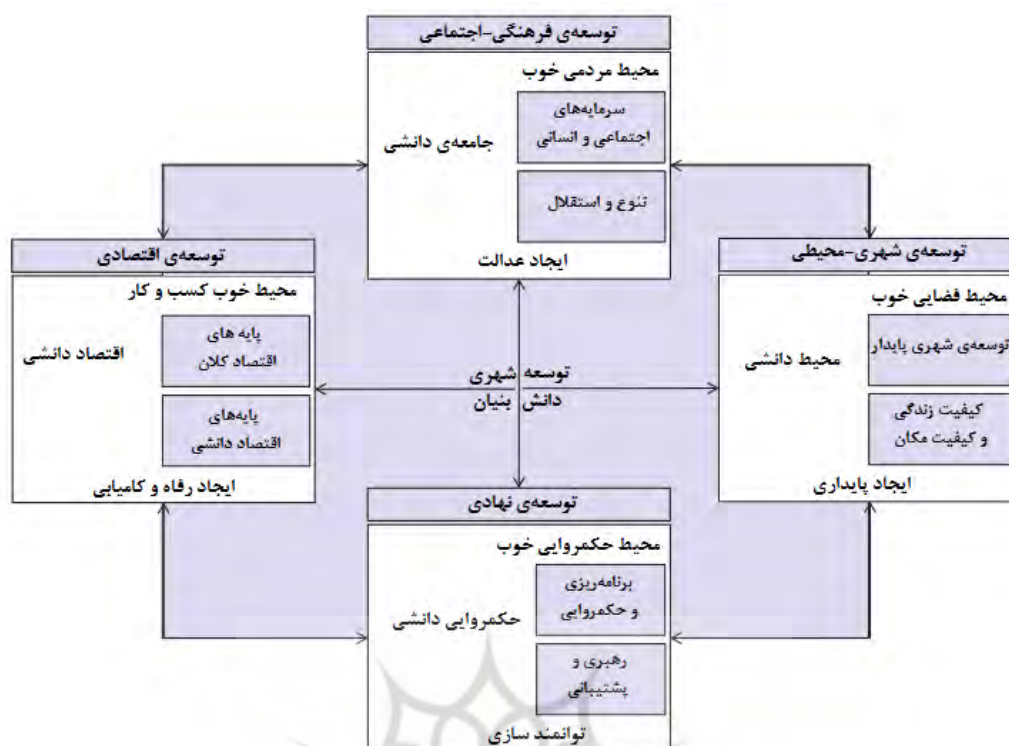 توسعه‌ی فرهنگی-اجتماعی
محیط مردمی خوب
سرمایه‌های
اجتماعی و انسانی
جامعه‌ی دانشی
تنوع و استقلال
ایجاد عدالت
توسعه‌ی شهری-محیطی
محیط فضایی خوب
توسعه‌ی شهری پایدار
محیط دانشی
کیفیت زندگی
و کیفیت مکان
ایجاد پایداری
توسعه شهری
دانش بنیان
توسعه‌ی اقتصادی
محیط خوب کسب و کار
پایه های
اقتصاد کلان
اقتصاد دانشی
پایه‌های
اقتصاد دانشی
ایجاد رفاه و کامیابی
توسعه‌ی نهادی
محیط حکمروایی خوب
برنامه‌ریزی
و حکمروایی
حکمروایی دانشی
رهبری و
پشتیبانی
توانمند سازی